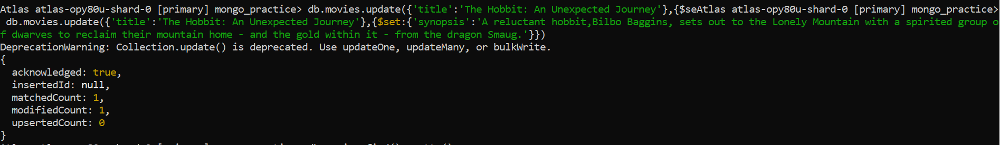 Atlas atlas-opy80u-shard-0 [primary] mongo_practice> db.movies.update({'title':'The Hobbit: An Unexpected Journey'},{$seAtlas atlas-opy80u-shard-0 [primary] mongo_practice>
db.movies.update({'title':'The Hobbit: An Unexpected Journey'},{$set:{'synopsis':'A reluctant hobbit,Bilbo Baggins, sets out to the Lonely Mountain with a spirited group o
f dwarves to reclaim their mountain home - and the gold within it - from the dragon Smaug.'}})
DeprecationWarning: Collection.update() is deprecated. Use updateOne, updateMany, or bulkWrite.
{
acknowledged: true,
insertedId: null,
matchedCount: 1,
modifiedCount: 1,
upsertedCount: 0
}